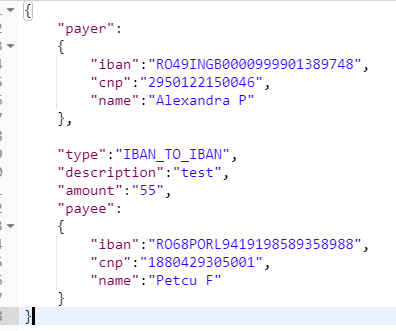 {
"payer":
{
"iban":"RO49INGB0000999901389748",
"cnp":"2950122150046",
"name":"Alexandra P"
},
"type":"IBAN_TO_IBAN",
"description":"test",
"amount":"55",
"payee":
{
"iban":"RO68PORL9419198589358988",
"cnp":"1880429305001",
"name":"Petcu F"
}
}